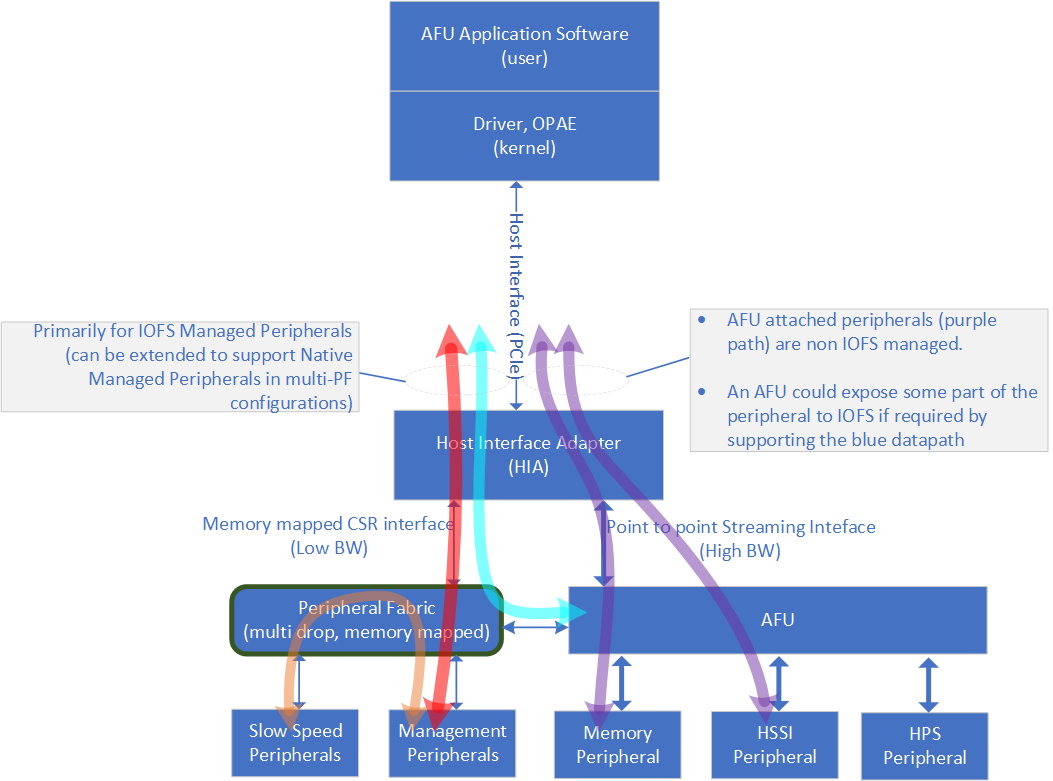 AFU Application Software
(user)
Driver, OPAE
(kernel)
Host Interface (PCIe)
Primarily for IOFS Managed Peripherals
(can be extended to support Native
Managed Peripherals in multi-PF
configurations)
• AFU attached peripherals (purple
path) are non IOFS managed.
• An AFU could expose some part of the
peripheral to IOFS if required by
supporting the blue datapath
Host Interface Adapter
(HIA)
Memory mapped CSR interface
(Low BW)
Point to point Streaming Inteface
(High BW)
Peripheral Fabric
(multi drop, memory mapped)
AFU
Slow Speed
Peripherals
Management
Peripherals
Memory
Peripheral
HSSI
Peripheral
HPS
Peripheral